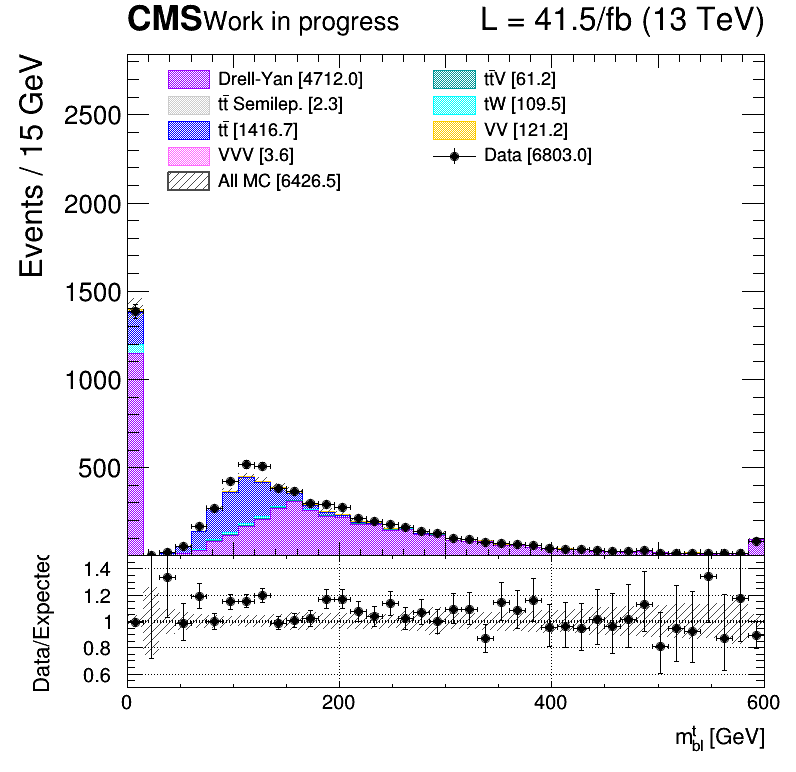 CMS Work in progress L = 41.5/fb (13 TeV)
Events / 15 GeV
Drell-Yan [4712.0]
tt̄ Semilep. [2.3]
tt̄ [1416.7]
VVV [3.6]
All MC [6426.5]
tt̄V [61.2]
tW [109.5]
VV [121.2]
Data [6803.0]
2500
2000
1500
1000
500
Data/Expected
1.4
1.2
1
0.8
0.6
0 200 400 600
m^t_bl [GeV]